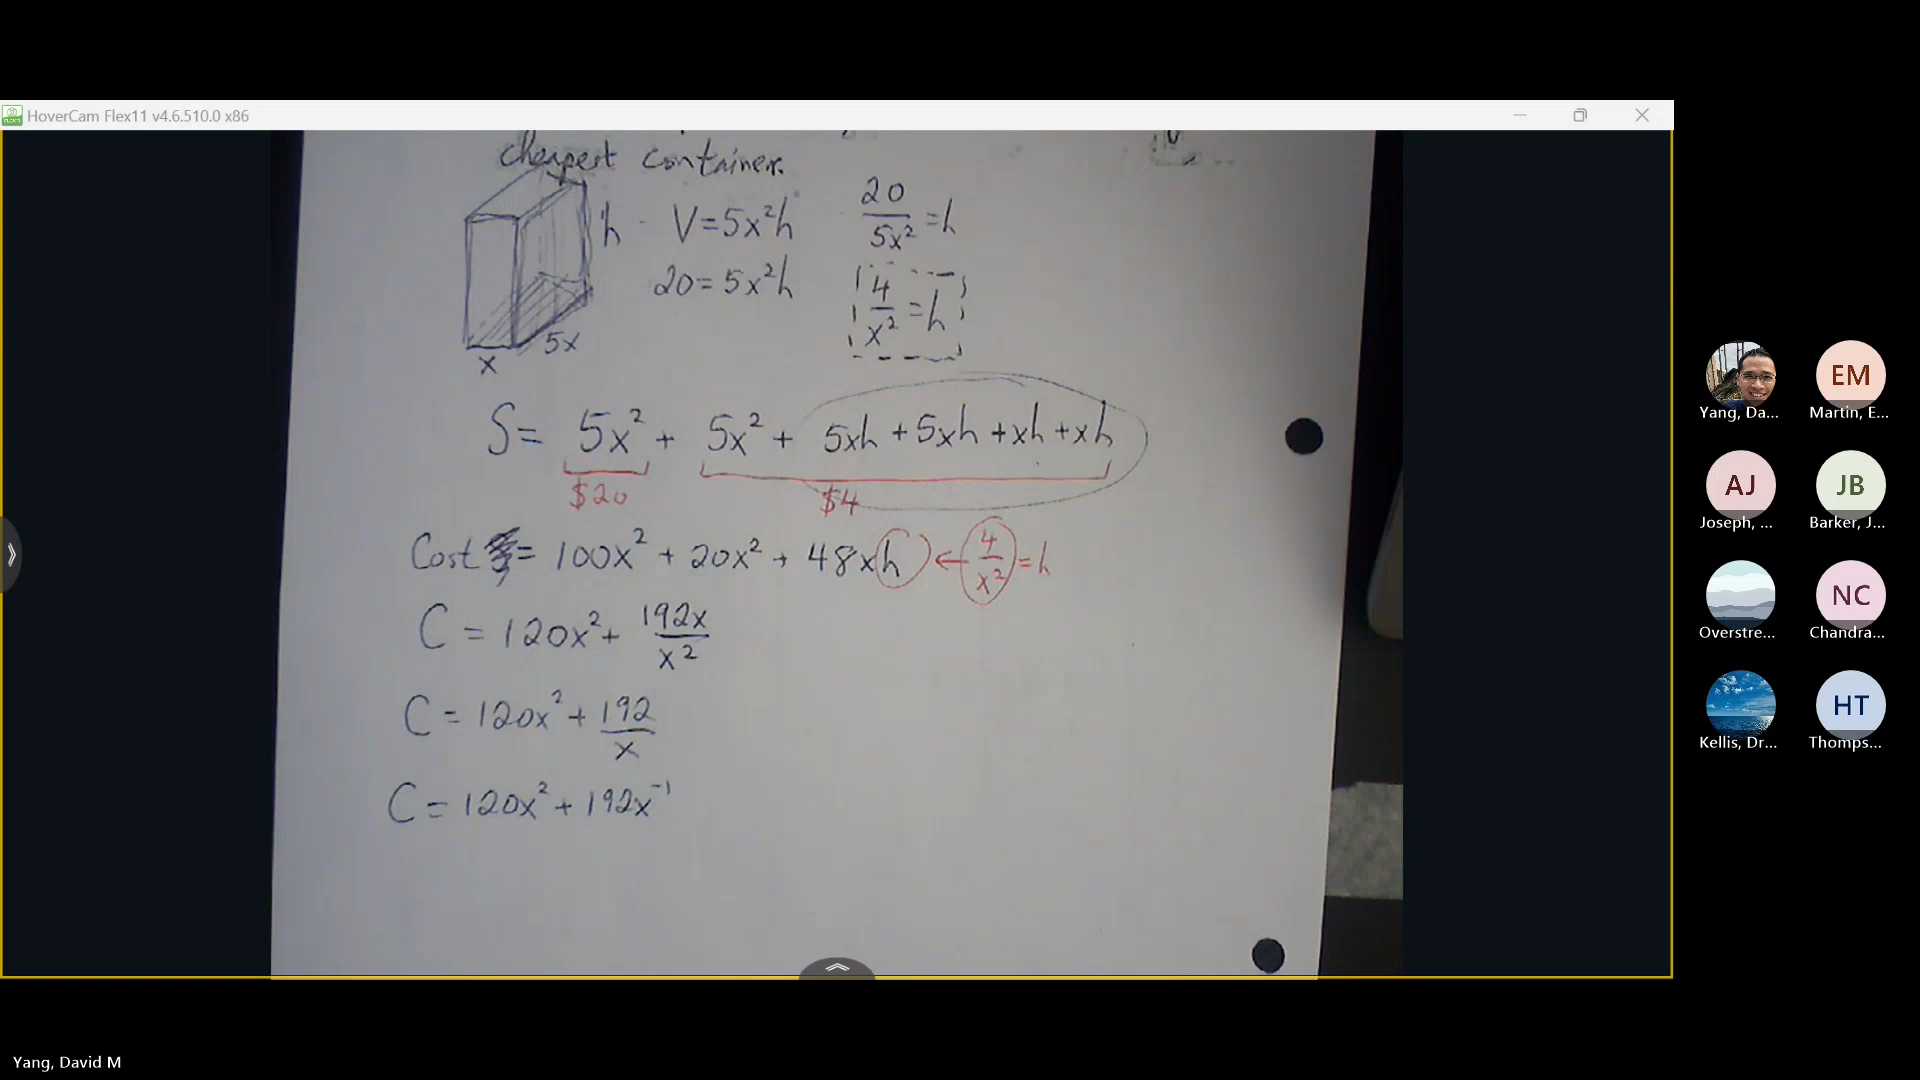 HoverCam Flex11 v4.6.510.0 x86
cheapest container.
h V=5x²h 20/5x² = h
20=5x²h 4/x² = h
x 5x
S= 5x² + 5x² + 5xh + 5xh + xh + xh
$20 $4
Cost = 100x² + 20x² + 48xh ← 4/x² = h
C = 120x² + 192x/x²
C = 120x² + 192/x
C = 120x² + 192x⁻¹
Yang, Da...
EM
Martin, E...
AJ
Joseph, ...
JB
Barker, J...
Overstre...
NC
Chandra...
Kellis, Dr...
HT
Thomps...
Yang, David M